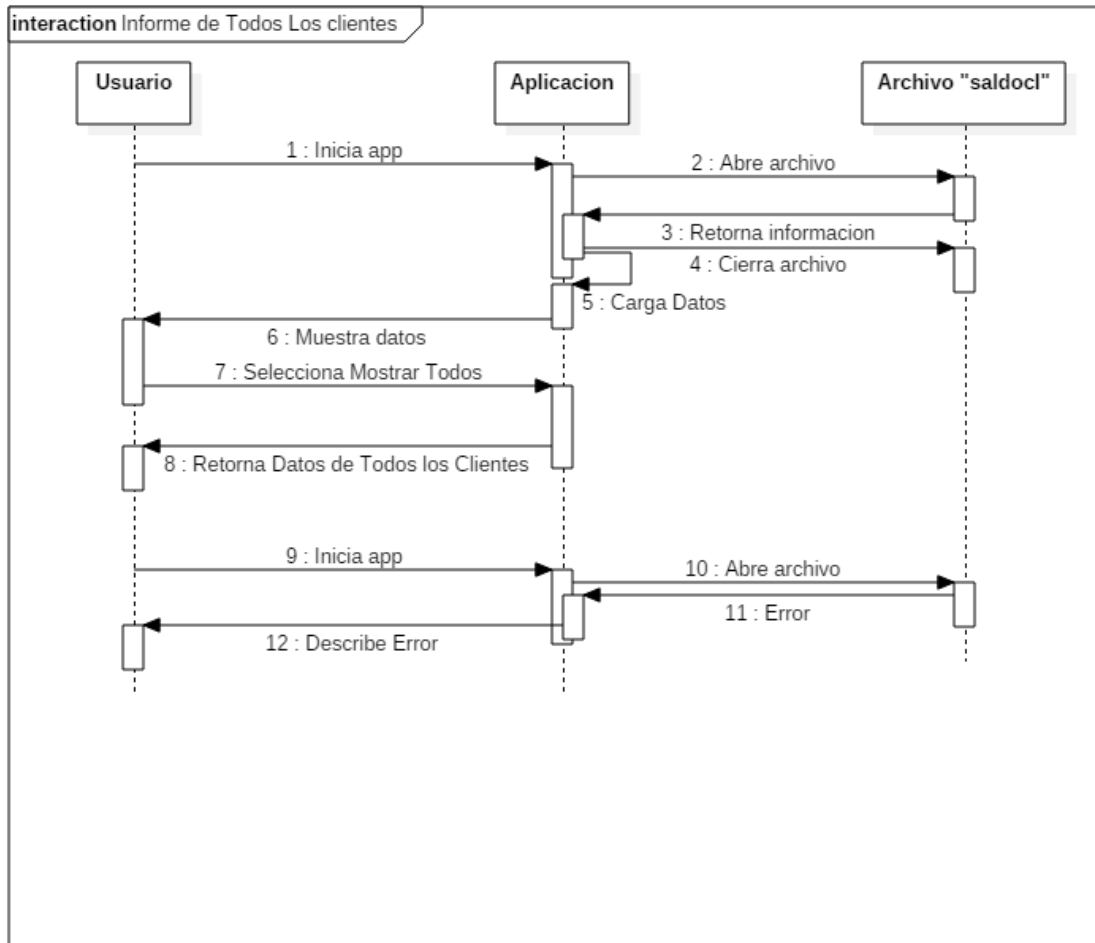 interaction Informe de Todos Los clientes
Usuario
Aplicacion
Archivo "saldocl"
1 : Inicia app
2 : Abre archivo
3 : Retorna informacion
4 : Cierra archivo
5 : Carga Datos
6 : Muestra datos
7 : Selecciona Mostrar Todos
8 : Retorna Datos de Todos los Clientes
9 : Inicia app
10 : Abre archivo
11 : Error
12 : Describe Error